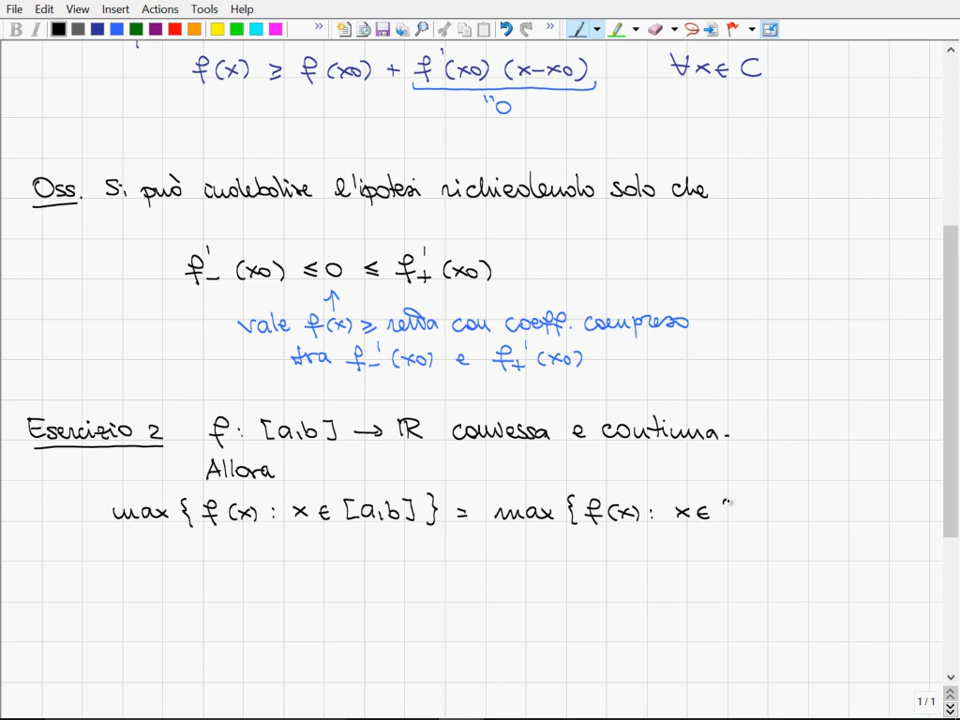 File Edit View Insert Actions Tools Help
B I » »
f(x) ≥ f(x0) + f'(x0) (x-x0) ∀x∈C
"0
Oss. Si può indebolire l'ipotesi richiedendo solo che
f'₋(x0) ≤ 0 ≤ f'₊(x0)
↑
vale f(x) ≥ retta con coeff. compreso
tra f'₋(x0) e f'₊(x0)
Esercizio 2 f: [a,b] → ℝ convessa e continua.
Allora
max{f(x): x∈[a,b]} = max{f(x): x∈
1/1